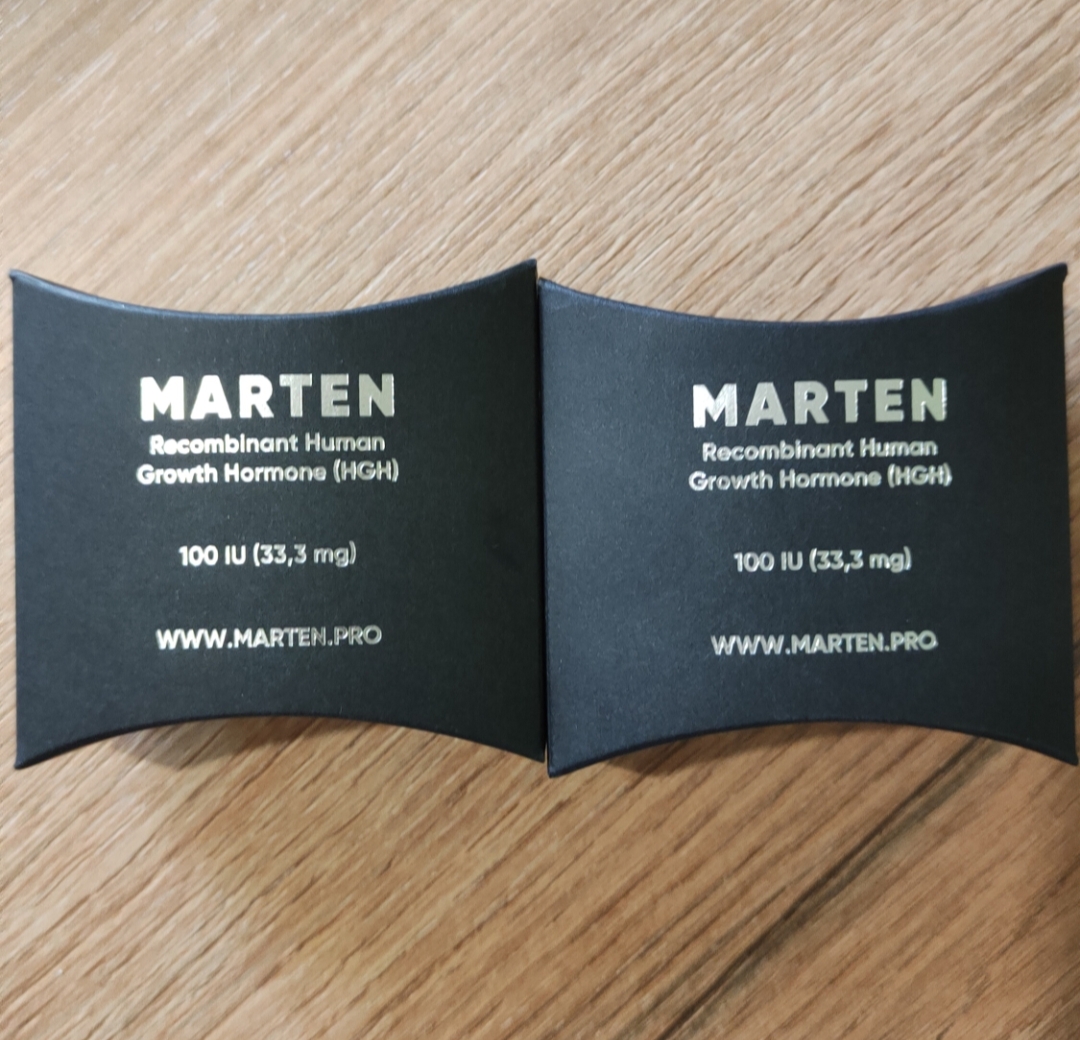 MARTEN
Recombinant Human
Growth Hormone (HGH)
100 IU (33,3 mg)
WWW.MARTEN.PRO
MARTEN
Recombinant Human
Growth Hormone (HGH)
100 IU (33,3 mg)
WWW.MARTEN.PRO